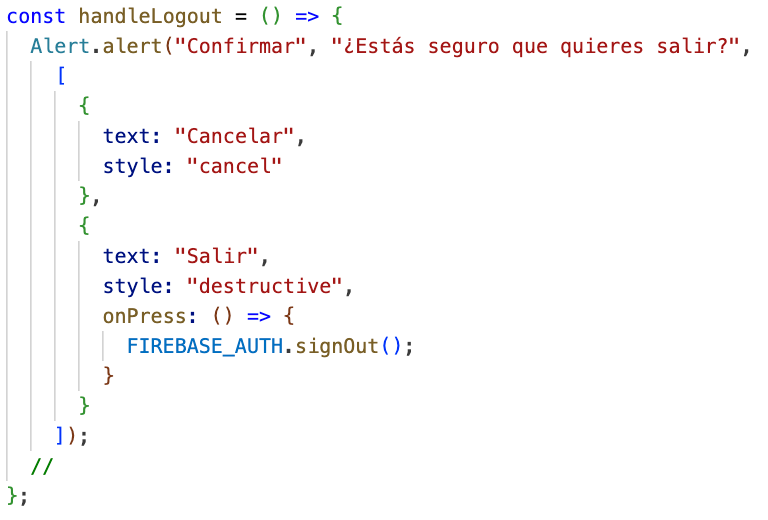 const handleLogout = () => {
  Alert.alert("Confirmar", "¿Estás seguro que quieres salir?",
    [
      {
        text: "Cancelar",
        style: "cancel"
      },
      {
        text: "Salir",
        style: "destructive",
        onPress: () => {
          FIREBASE_AUTH.signOut();
        }
      }
    ]);
  //
};